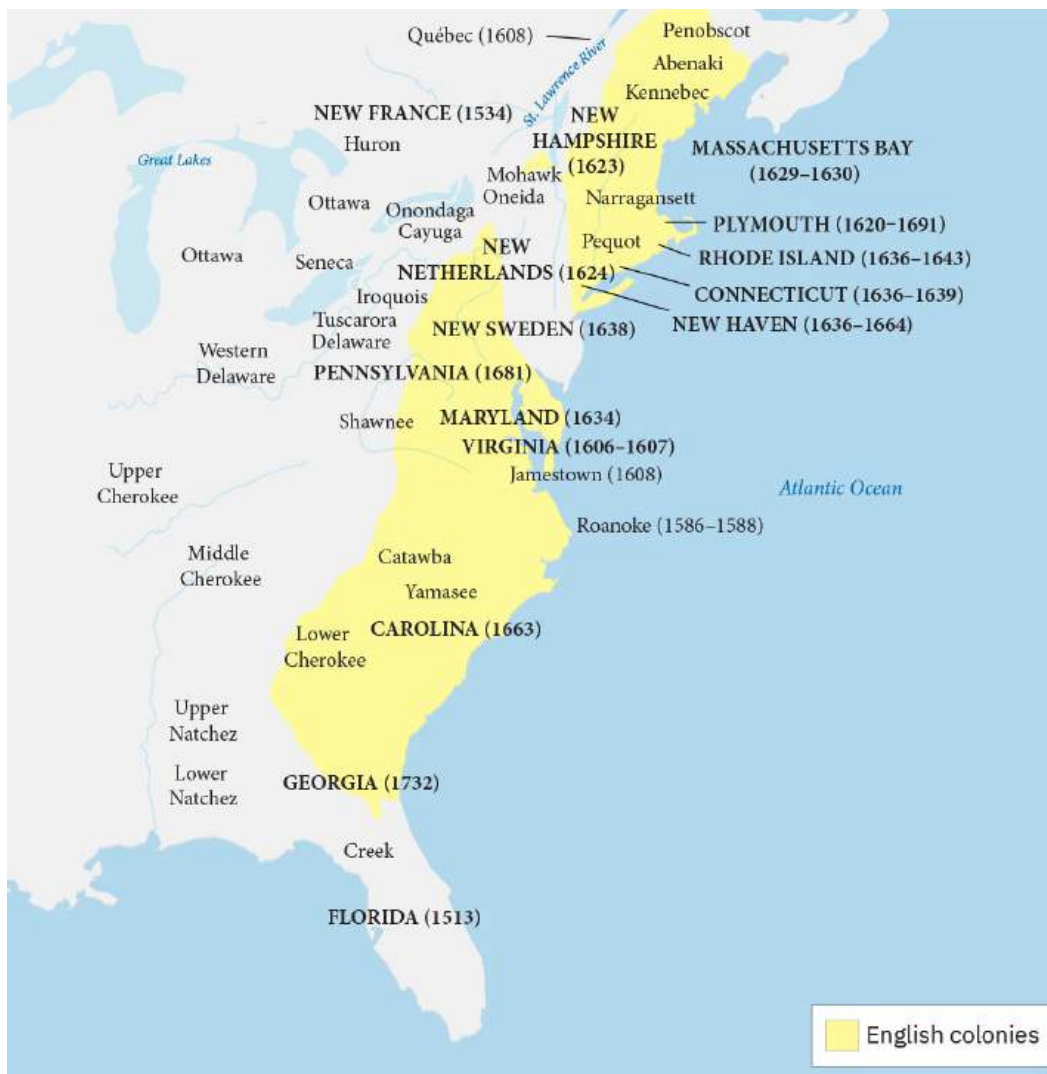 Québec (1608)
St. Lawrence River
Penobscot
Abenaki
Kennebec
NEW FRANCE (1534)
NEW
HAMPSHIRE
(1623)
Huron
Great Lakes
MASSACHUSETTS BAY
(1629–1630)
Mohawk
Oneida
Narragansett
Ottawa
Onondaga
Cayuga
PLYMOUTH (1620–1691)
Pequot
NEW
NETHERLANDS (1624)
Ottawa
Seneca
RHODE ISLAND (1636–1643)
Iroquois
CONNECTICUT (1636–1639)
Tuscarora
Delaware
NEW SWEDEN (1638)
NEW HAVEN (1636–1664)
Western
Delaware
PENNSYLVANIA (1681)
Shawnee
MARYLAND (1634)
VIRGINIA (1606–1607)
Jamestown (1608)
Upper
Cherokee
Atlantic Ocean
Roanoke (1586–1588)
Middle
Cherokee
Catawba
Yamasee
CAROLINA (1663)
Lower
Cherokee
Upper
Natchez
Lower
Natchez
GEORGIA (1732)
Creek
FLORIDA (1513)
English colonies